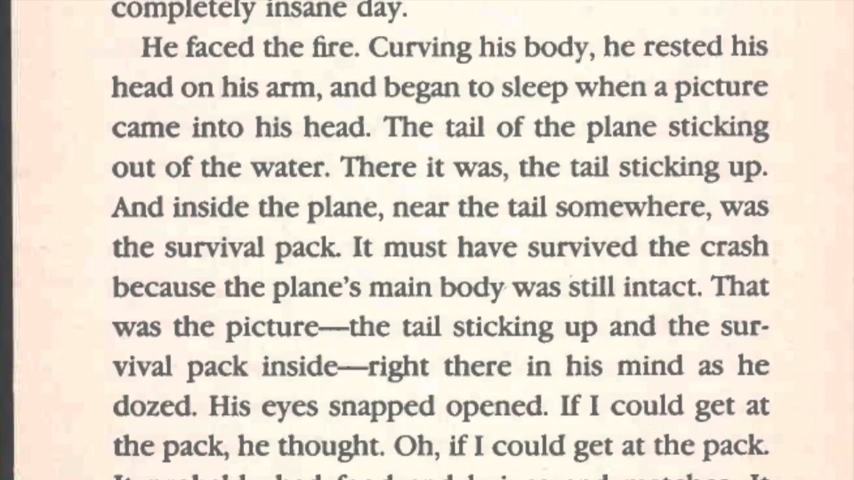 completely insane day.
He faced the fire. Curving his body, he rested his
head on his arm, and began to sleep when a picture
came into his head. The tail of the plane sticking
out of the water. There it was, the tail sticking up.
And inside the plane, near the tail somewhere, was
the survival pack. It must have survived the crash
because the plane's main body was still intact. That
was the picture—the tail sticking up and the sur-
vival pack inside—right there in his mind as he
dozed. His eyes snapped opened. If I could get at
the pack, he thought. Oh, if I could get at the pack.